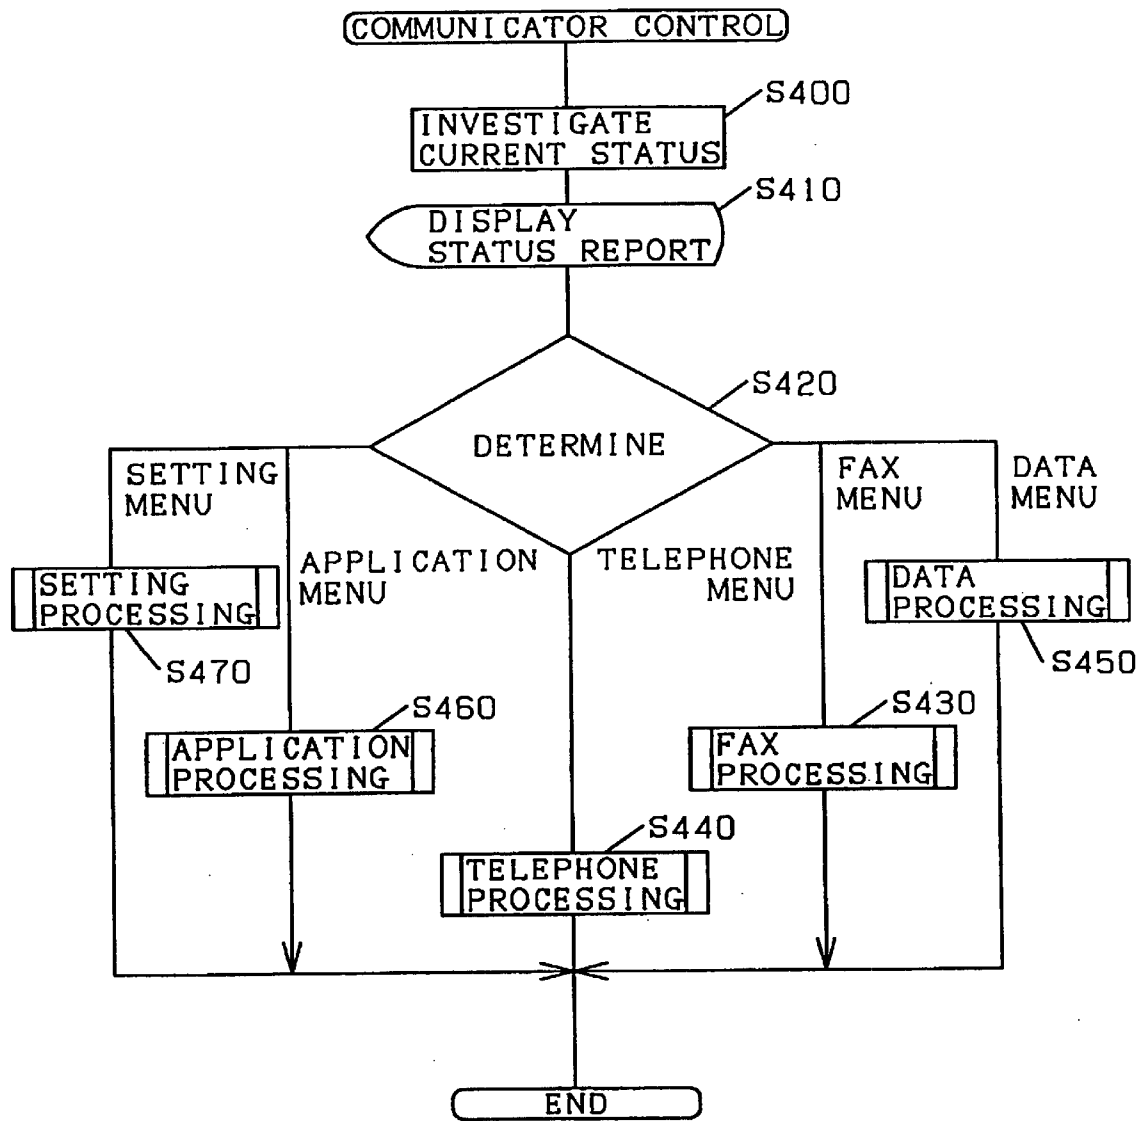 COMMUNICATOR CONTROL
S400
INVESTIGATE
CURRENT STATUS
S410
DISPLAY
STATUS REPORT
S420
DETERMINE
SETTING
MENU
APPLICATION
MENU
TELEPHONE
MENU
FAX
MENU
DATA
MENU
SETTING
PROCESSING
S470
DATA
PROCESSING
S450
S460
APPLICATION
PROCESSING
S430
FAX
PROCESSING
S440
TELEPHONE
PROCESSING
END